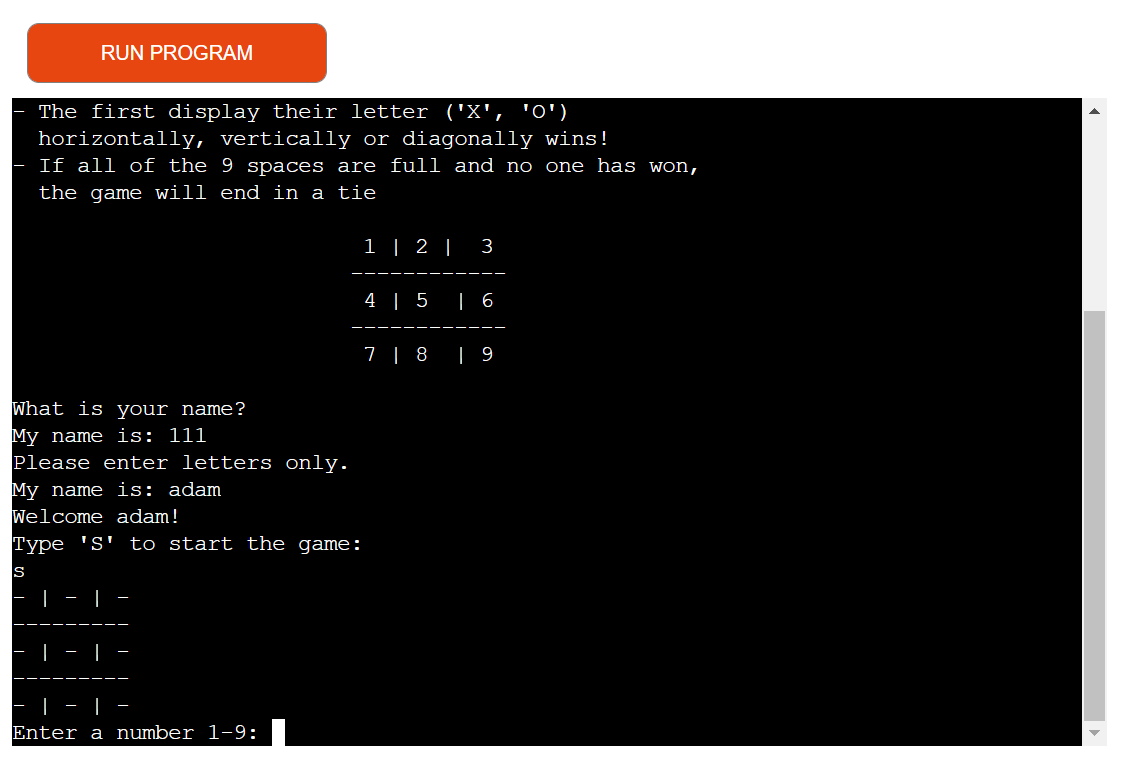 RUN PROGRAM
- The first display their letter ('X', 'O')
  horizontally, vertically or diagonally wins!
- If all of the 9 spaces are full and no one has won,
  the game will end in a tie
                           1 | 2 |  3
                          ------------
                           4 | 5  | 6
                          ------------
                           7 | 8  | 9
What is your name?
My name is: 111
Please enter letters only.
My name is: adam
Welcome adam!
Type 'S' to start the game:
s
- | - | -
---------
- | - | -
---------
- | - | -
Enter a number 1-9: